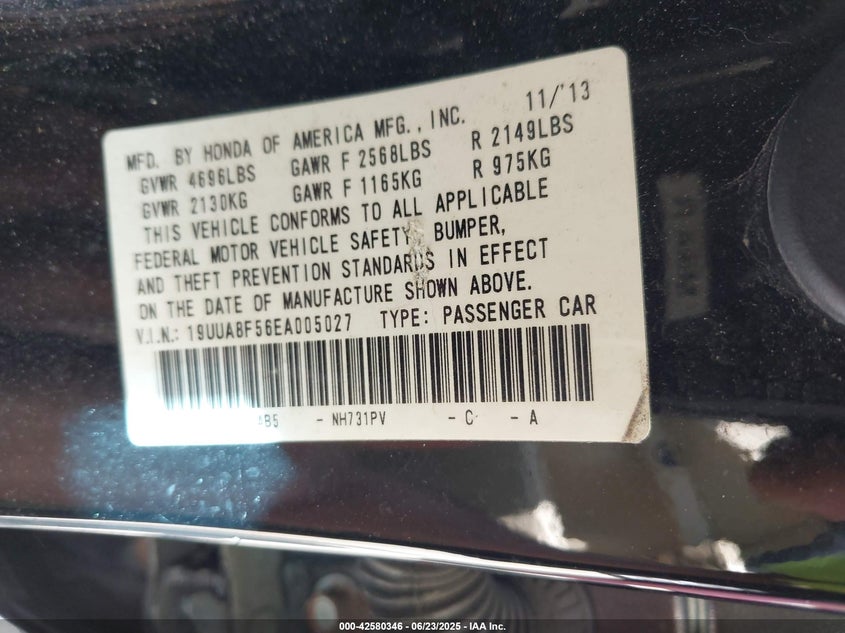 11/'13
MFD. BY HONDA OF AMERICA MFG., INC.
GVWR 4696LBS GAWR F 2568LBS R 2149LBS
GVWR 2130KG GAWR F 1165KG R 975KG
THIS VEHICLE CONFORMS TO ALL APPLICABLE
FEDERAL MOTOR VEHICLE SAFETY, BUMPER,
AND THEFT PREVENTION STANDARDS IN EFFECT
ON THE DATE OF MANUFACTURE SHOWN ABOVE.
V.I.N.: 19UUA8F56EA005027 TYPE: PASSENGER CAR
B5 - NH731PV - C - A
000-42580346 - 06/23/2025 - IAA Inc.